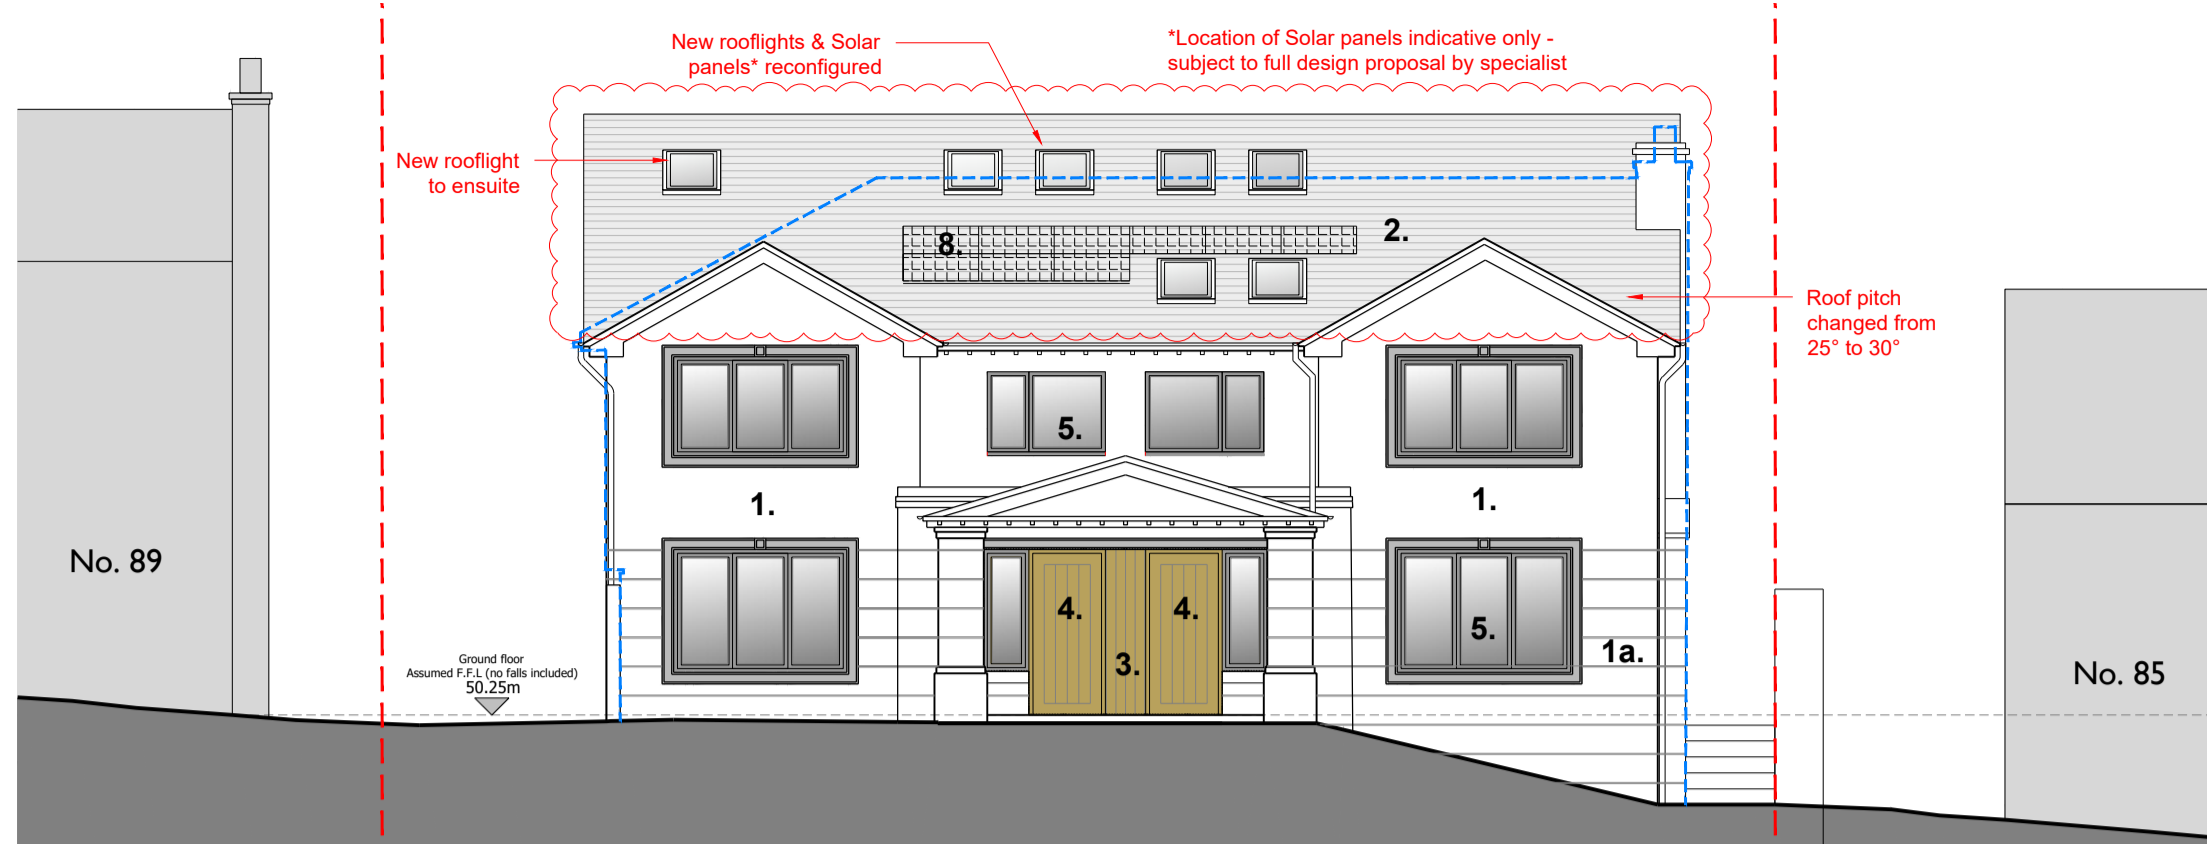 New rooflights & Solar
panels* reconfigured
*Location of Solar panels indicative only -
subject to full design proposal by specialist
New rooflight
to ensuite
8.
2.
Roof pitch
changed from
25° to 30°
5.
1.
1.
No. 89
4.
4.
5.
3.
1a.
Ground floor
Assumed F.F.L (no falls included)
50.25m
No. 85